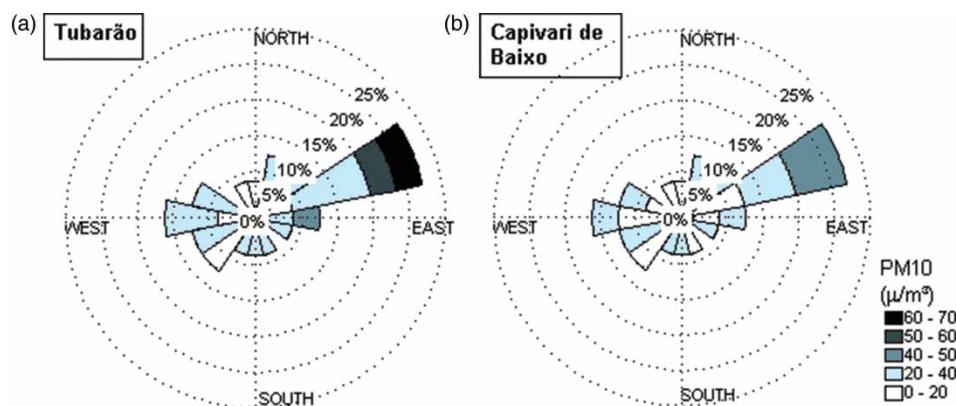 (a)
Tubarão
NORTH
25%
20%
15%
10%
5%
0%
WEST
EAST
SOUTH
(b)
Capivari de
Baixo
NORTH
25%
20%
15%
10%
5%
0%
WEST
EAST
SOUTH
PM10
(µ/m³)
60 - 70
50 - 60
40 - 50
20 - 40
0 - 20